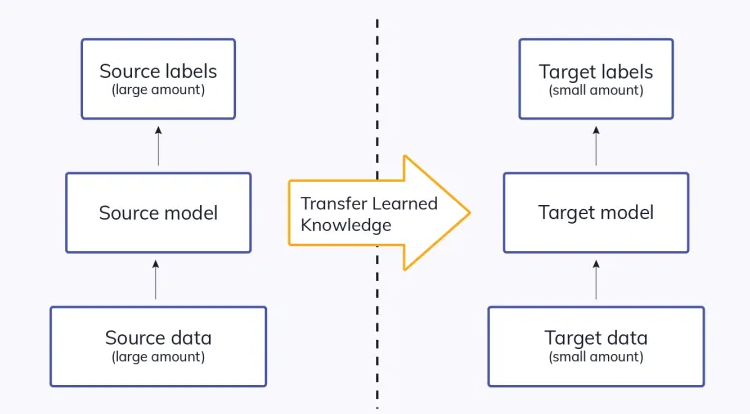 Source labels
(large amount)
Target labels
(small amount)
Source model
Transfer Learned
Knowledge
Target model
Source data
(large amount)
Target data
(small amount)